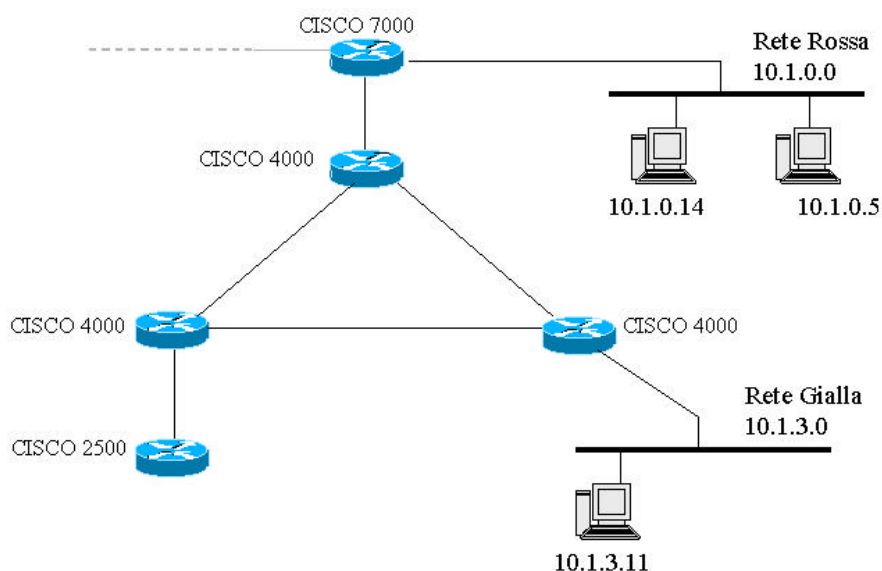 CISCO 7000
Rete Rossa
10.1.0.0
CISCO 4000
10.1.0.14
10.1.0.5
CISCO 4000
CISCO 4000
Rete Gialla
10.1.3.0
CISCO 2500
10.1.3.11